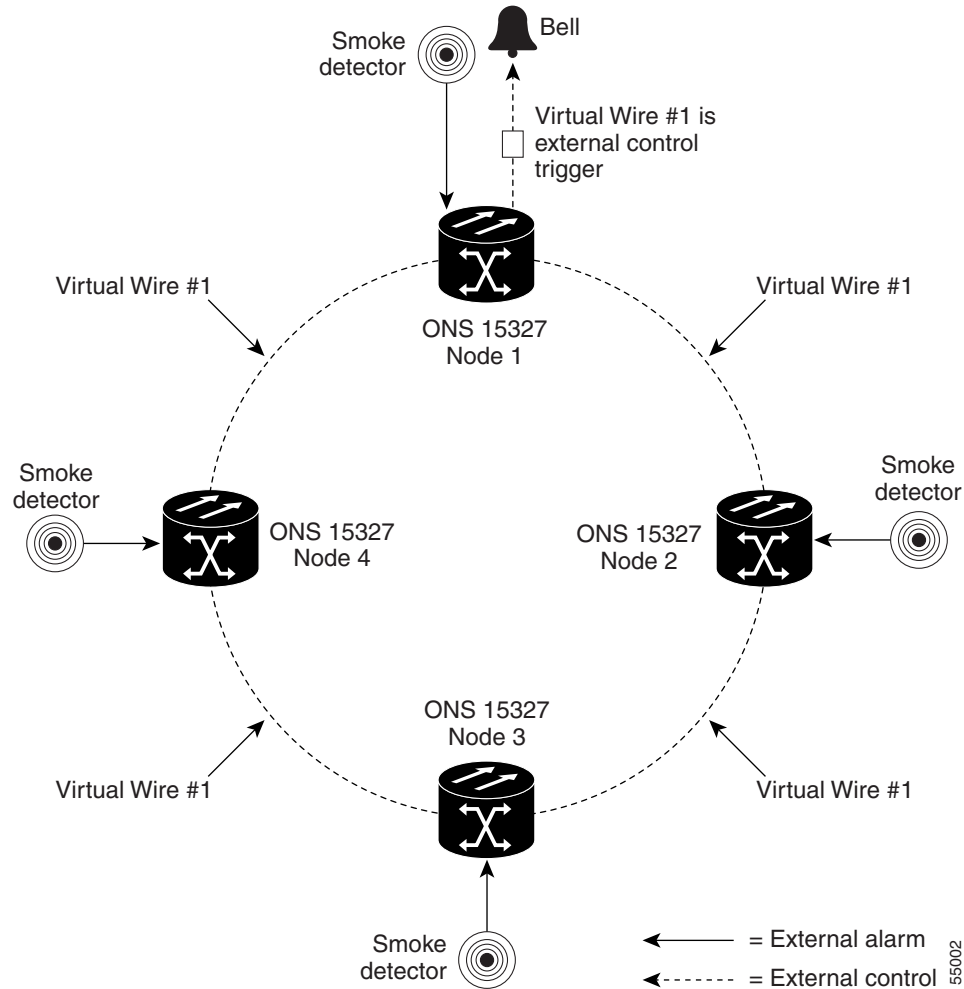 Smoke
detector
Bell
Virtual Wire #1 is
external control
trigger
Virtual Wire #1
Virtual Wire #1
ONS 15327
Node 1
Smoke
detector
ONS 15327
Node 4
ONS 15327
Node 2
Smoke
detector
ONS 15327
Node 3
Virtual Wire #1
Virtual Wire #1
Smoke
detector
= External alarm
= External control
55002